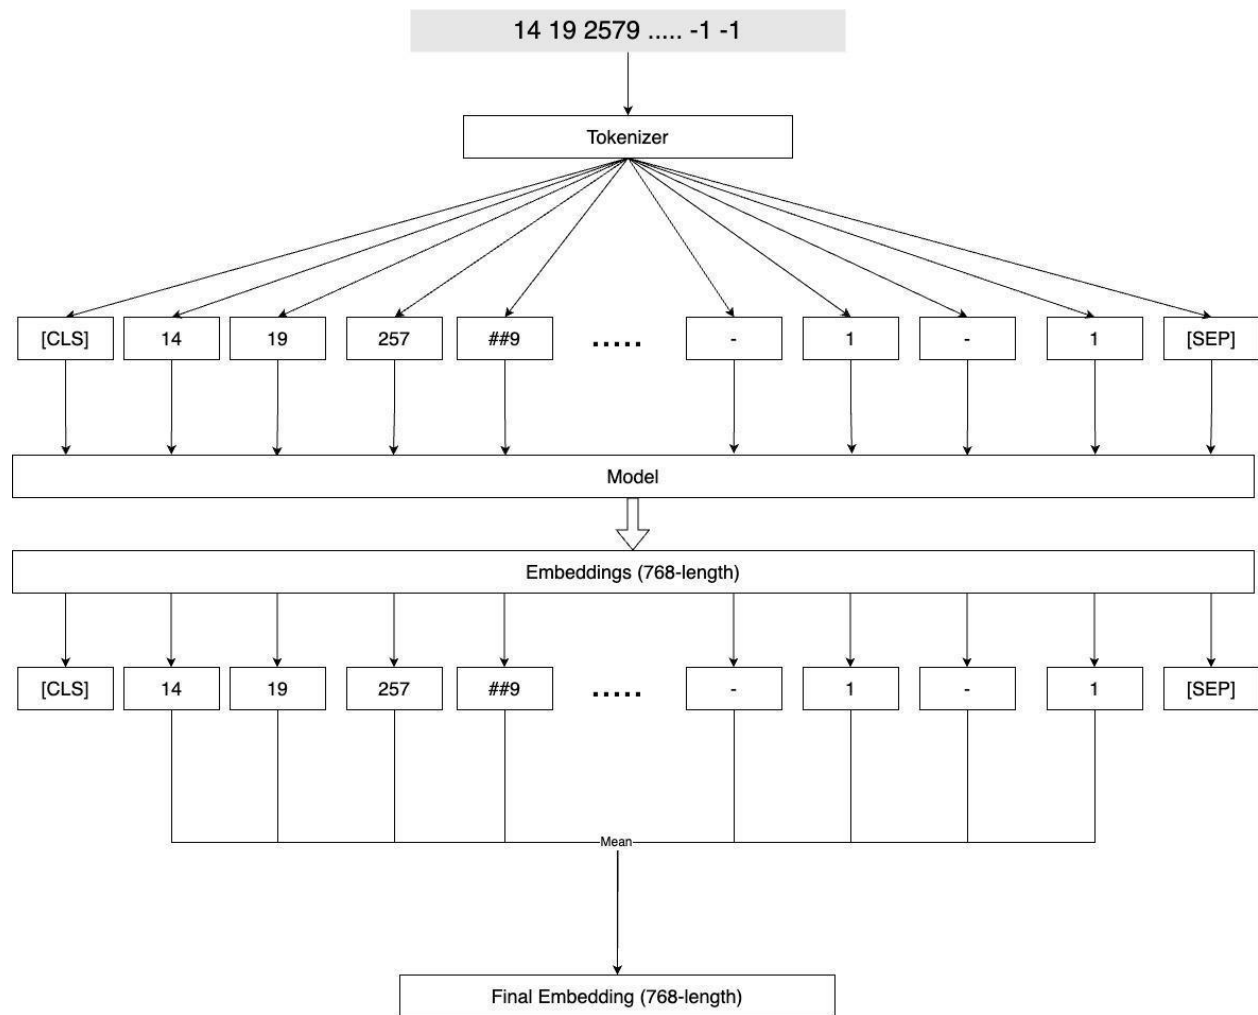 14 19 2579 ..... -1 -1
Tokenizer
[CLS] 14 19 257 ##9 ..... - 1 - 1 [SEP]
Model
Embeddings (768-length)
[CLS] 14 19 257 ##9 ..... - 1 - 1 [SEP]
Mean
Final Embedding (768-length)